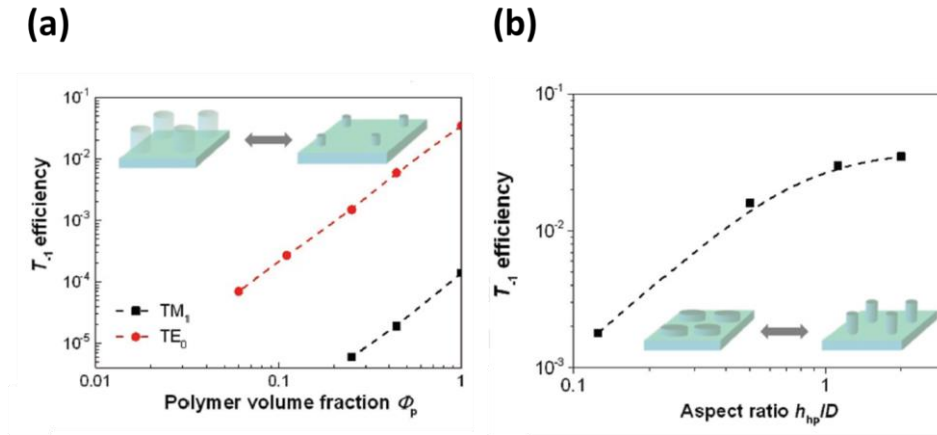 (a)
(b)
T₋₁ efficiency
10⁻¹
10⁻²
10⁻³
10⁻⁴
10⁻⁵
TM₁
TE₀
0.01
0.1
1
Polymer volume fraction Φₚ
T₋₁ efficiency
10⁻¹
10⁻²
10⁻³
0.1
1
Aspect ratio hₕₚ/D